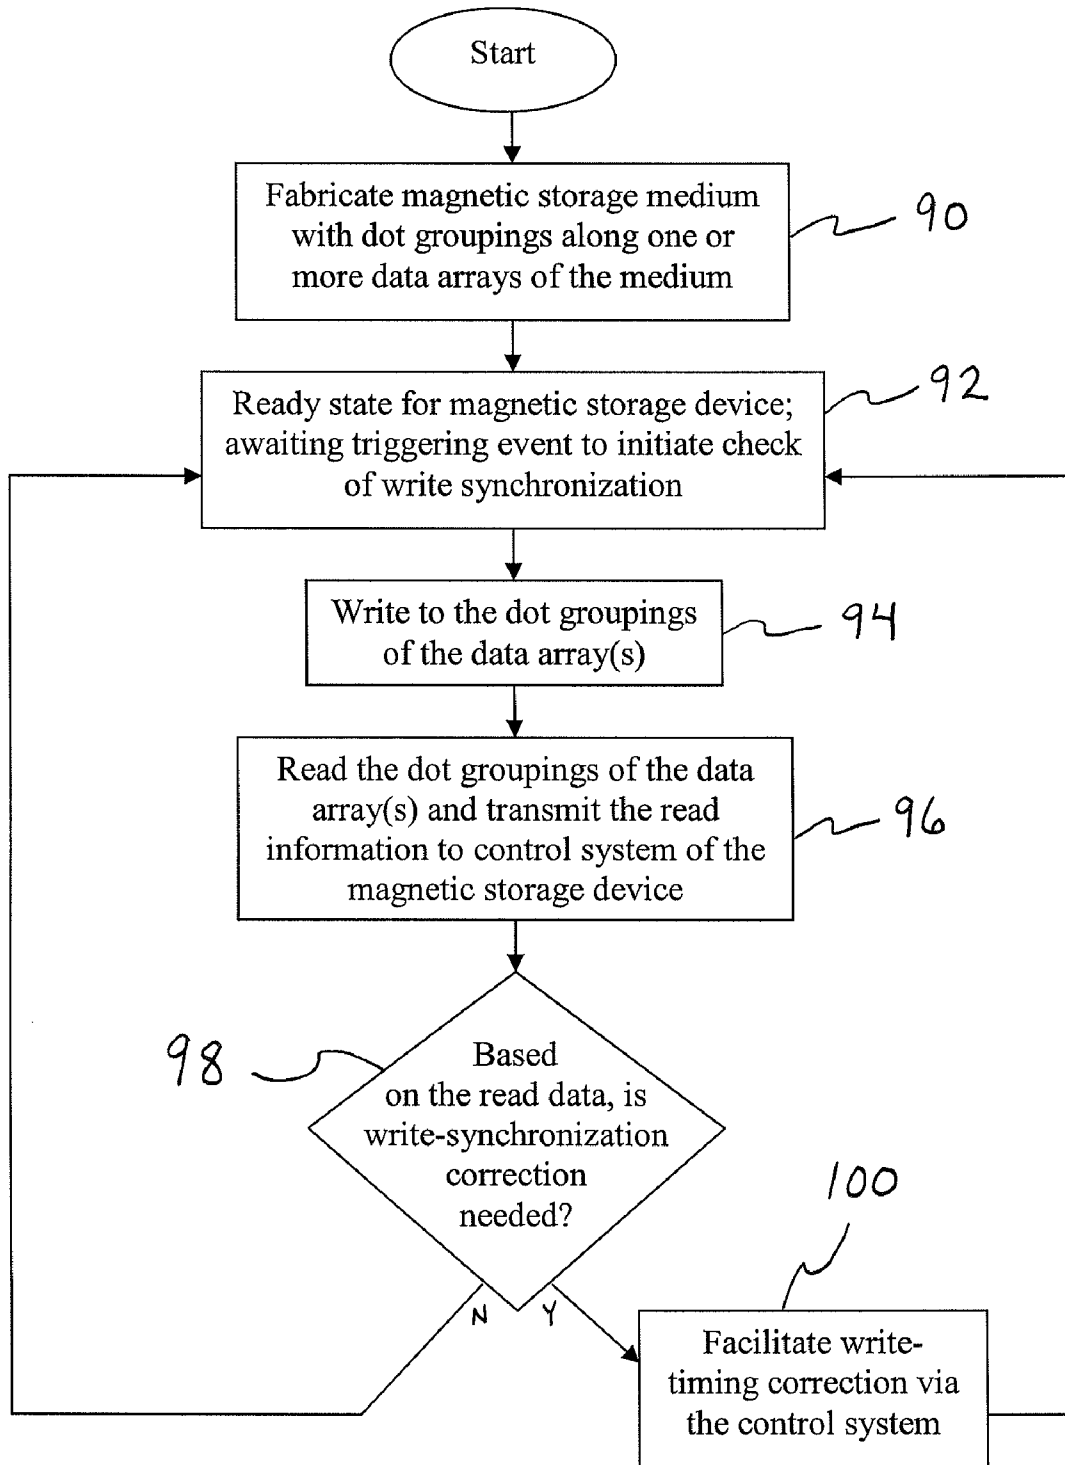 Start
Fabricate magnetic storage medium
with dot groupings along one or
more data arrays of the medium
90
Ready state for magnetic storage device;
awaiting triggering event to initiate check
of write synchronization
92
Write to the dot groupings
of the data array(s)
94
Read the dot groupings of the data
array(s) and transmit the read
information to control system of the
magnetic storage device
96
98
Based
on the read data, is
write-synchronization
correction
needed?
N
Y
100
Facilitate write-
timing correction via
the control system